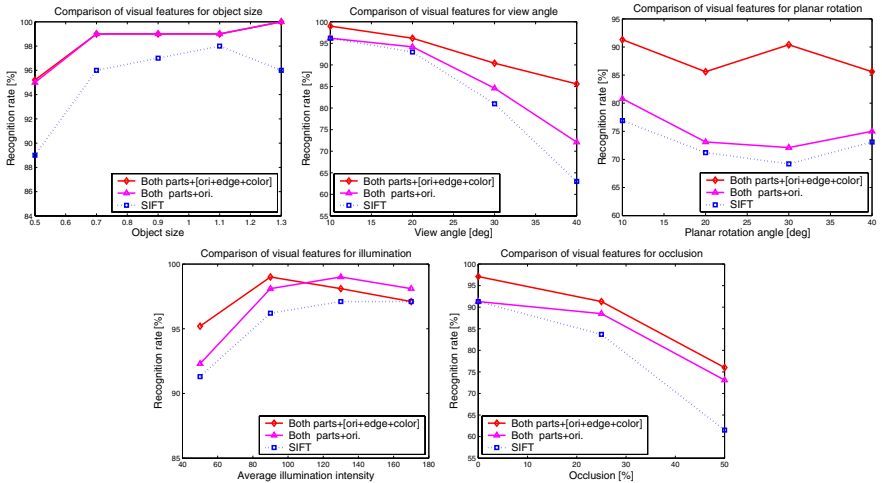 Comparison of visual features for object size
Recognition rate [%]
100
98
96
94
92
90
88
86
84
0.5 0.6 0.7 0.8 0.9 1.0 1.1 1.2 1.3
Object size
Both parts+[ori+edge+color]
Both parts+ori.
SIFT
Comparison of visual features for view angle
Recognition rate [%]
100
95
90
85
80
75
70
65
60
55
10 15 20 25 30 35 40
View angle [deg]
Both parts+[ori+edge+color]
Both parts+ori.
SIFT
Comparison of visual features for planar rotation
Recognition rate [%]
95
90
85
80
75
70
65
60
10 15 20 25 30 35 40
Planar rotation angle [deg]
Both parts+[ori+edge+color]
Both parts+ori.
SIFT
Comparison of visual features for illumination
Recognition rate [%]
100
95
90
85
40 60 80 100 120 140 160 180
Average illumination intensity
Both parts+[ori+edge+color]
Both parts+ori.
SIFT
Comparison of visual features for occlusion
Recognition rate [%]
100
95
90
85
80
75
70
65
60
55
0 10 20 30 40 50
Occlusion [%]
Both parts+[ori+edge+color]
Both parts+ori.
SIFT